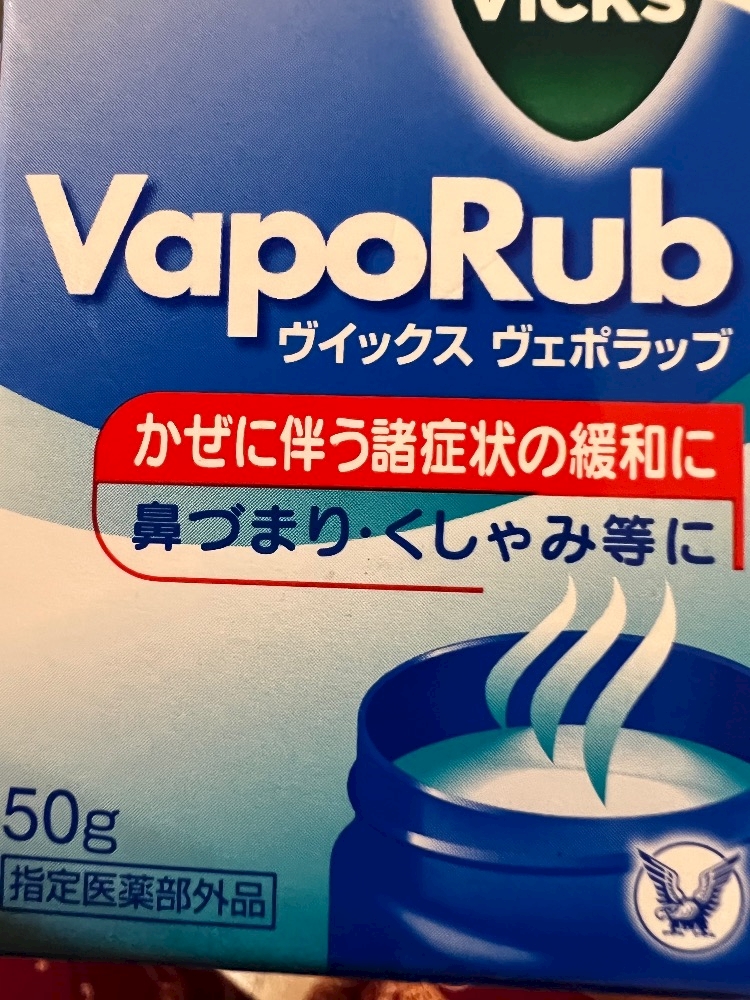 VICKS
VapoRub
ヴイックス ヴェポラッブ
かぜに伴う諸症状の緩和に
鼻づまり・くしゃみ等に
50g
指定医薬部外品